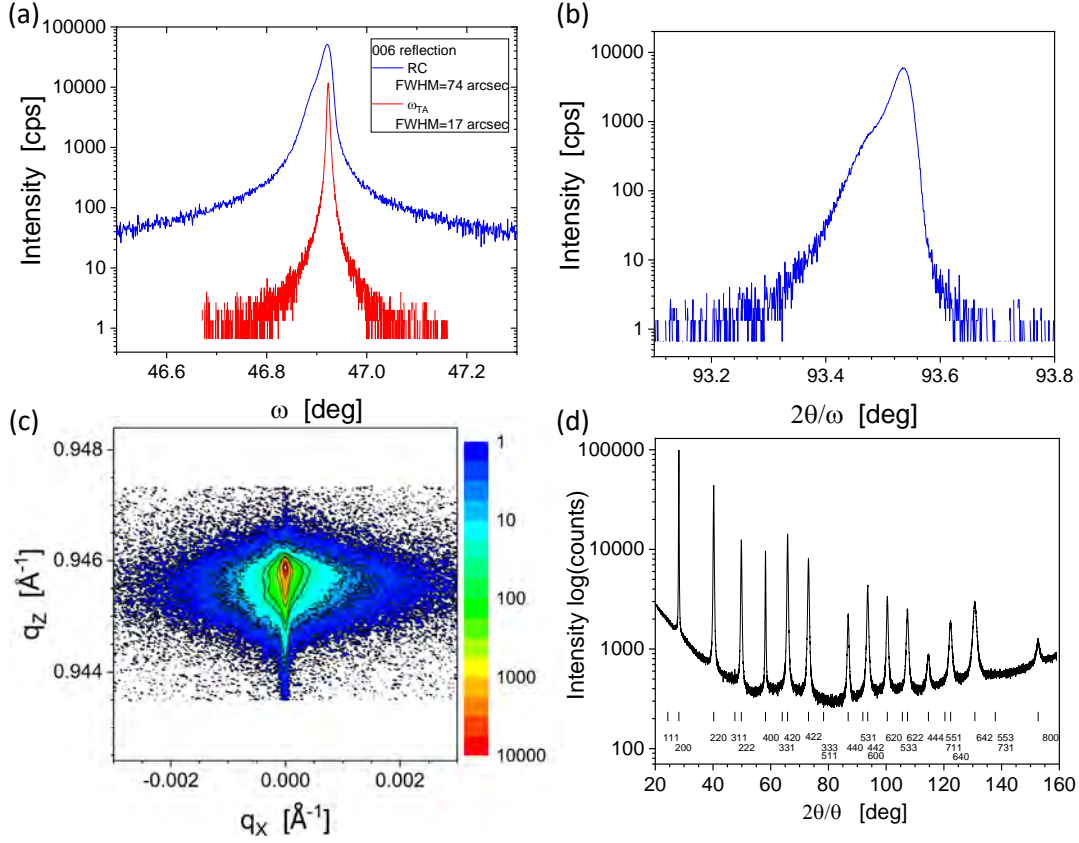 (a)
100000
10000
1000
100
10
1
Intensity [cps]
006 reflection
RC
FWHM=74 arcsec
ωTA
FWHM=17 arcsec
46.6 46.8 47.0 47.2
ω [deg]
(b)
10000
1000
100
10
1
Intensity [cps]
93.2 93.4 93.6 93.8
2θ/ω [deg]
(c)
0.948
0.946
0.944
qZ [Å-1]
-0.002 0.000 0.002
qX [Å-1]
1
10
100
1000
10000
(d)
100000
10000
1000
100
Intensity log(counts)
111 220 311 400 420 422 531 620 622 444 551 642 553 800
200 222 331 333 440 442 533 711 731
511 600 640
20 40 60 80 100 120 140 160
2θ/θ [deg]